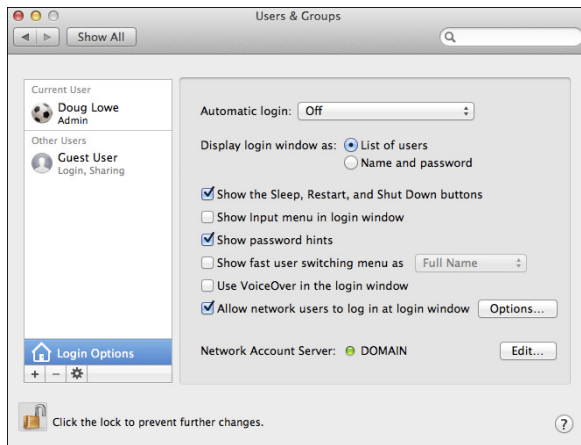 Users & Groups
Show All
Current User
Doug Lowe
Admin
Other Users
Guest User
Login, Sharing
Login Options
+ −
Automatic login: Off
Display login window as: List of users
Name and password
Show the Sleep, Restart, and Shut Down buttons
Show Input menu in login window
Show password hints
Show fast user switching menu as Full Name
Use VoiceOver in the login window
Allow network users to log in at login window Options...
Network Account Server: DOMAIN Edit...
Click the lock to prevent further changes.
?